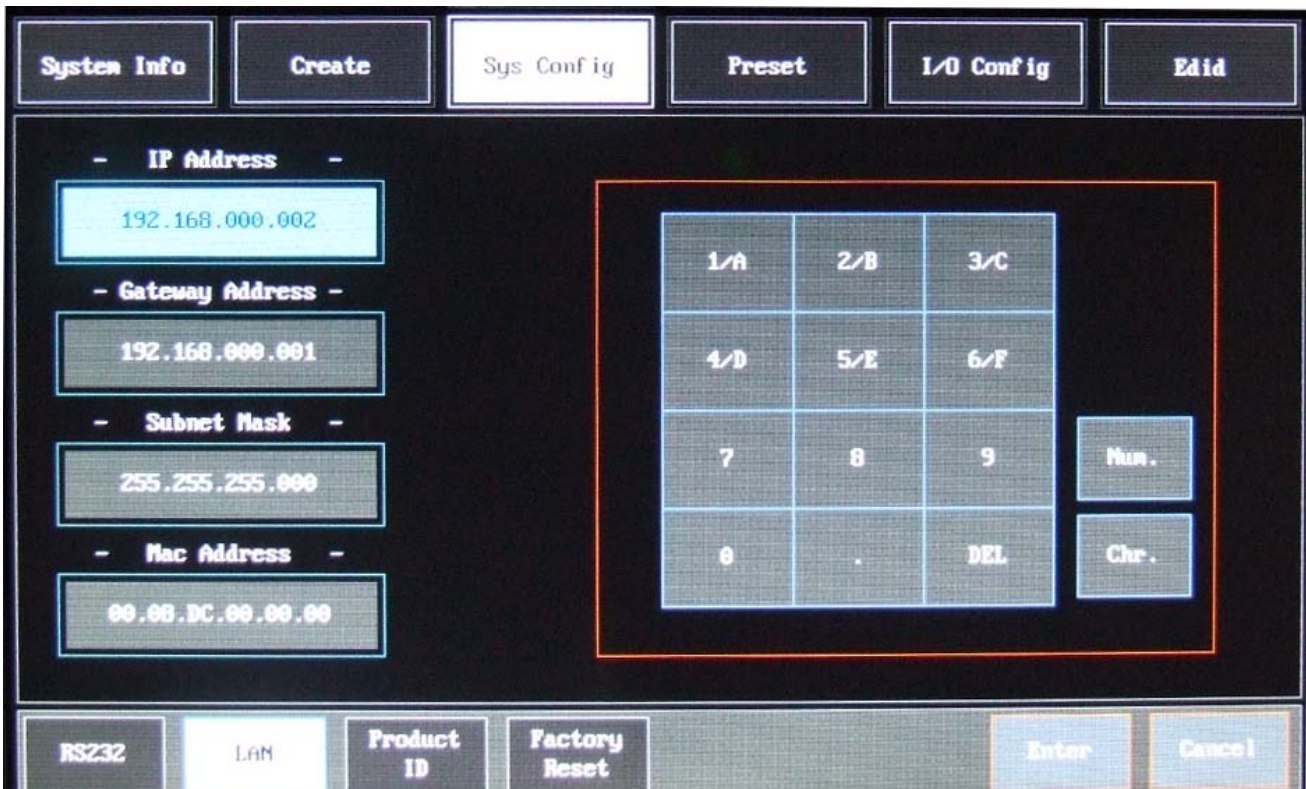 System Info
Create
Sys Config
Preset
I/O Config
Edid
- IP Address -
192.168.000.002
- Gateway Address -
192.168.000.001
- Subnet Mask -
255.255.255.000
- Mac Address -
00.0B.DC.00.00.00
1/A
2/B
3/C
4/D
5/E
6/F
7
8
9
0
.
DEL
Num.
Chr.
RS232
LAN
Product
ID
Factory
Reset
Enter
Cancel